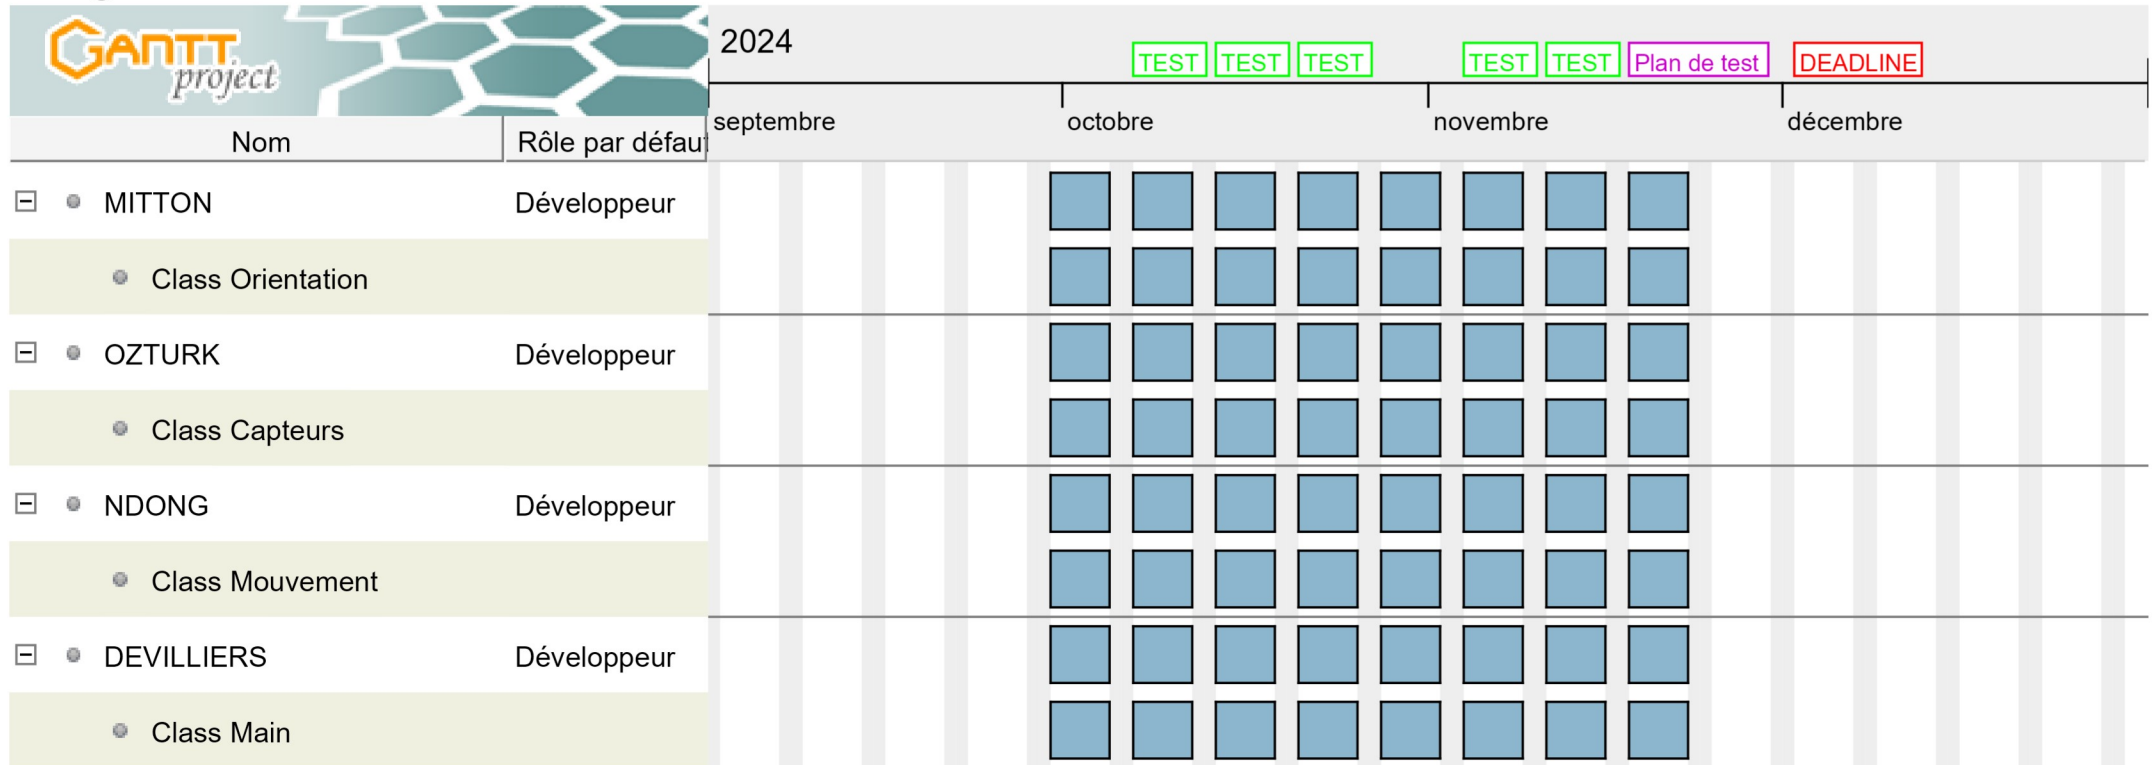 GANTT
project
2024
TEST TEST TEST TEST TEST Plan de test DEADLINE
septembre octobre novembre décembre
Nom Rôle par défaut
MITTON Développeur
Class Orientation
OZTURK Développeur
Class Capteurs
NDONG Développeur
Class Mouvement
DEVILLIERS Développeur
Class Main